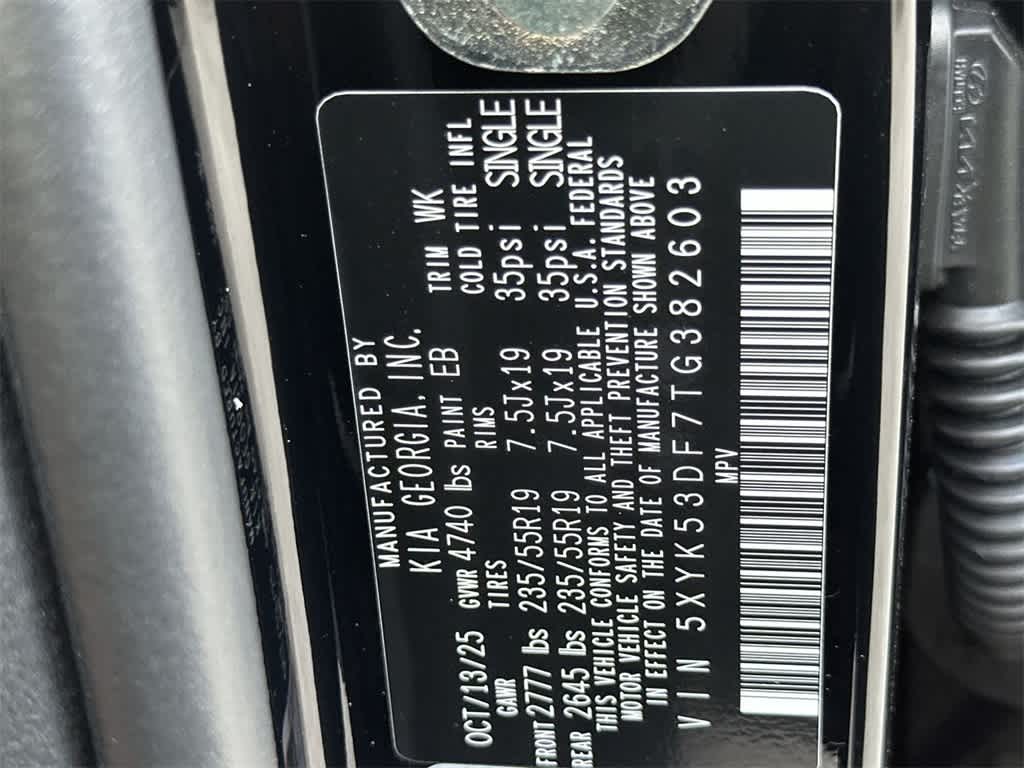 MANUFACTURED BY
KIA GEORGIA, INC.
OCT/13/25 GVWR 4740 lbs PAINT EB TRIM WK
GAWR TIRES RIMS COLD TIRE INFL
FRONT 2777 lbs 235/55R19 7.5Jx19 35psi SINGLE
REAR 2645 lbs 235/55R19 7.5Jx19 35psi SINGLE
THIS VEHICLE CONFORMS TO ALL APPLICABLE U.S.A. FEDERAL
MOTOR VEHICLE SAFETY AND THEFT PREVENTION STANDARDS
IN EFFECT ON THE DATE OF MANUFACTURE SHOWN ABOVE
VIN 5XYK53DF7TG382603
MPV